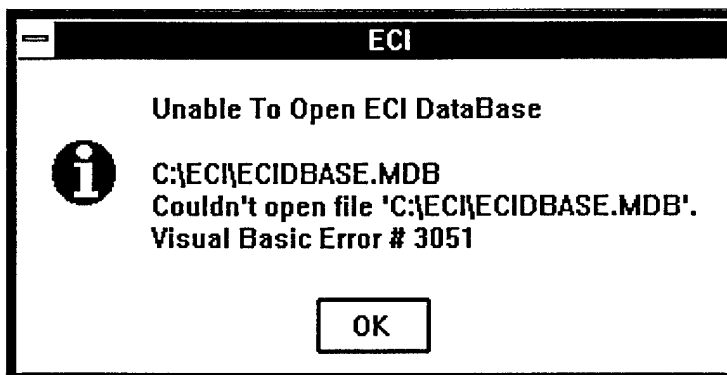 ECI
Unable To Open ECI DataBase
C:\ECI\ECIDBASE.MDB
Couldn't open file 'C:\ECI\ECIDBASE.MDB'.
Visual Basic Error # 3051
OK